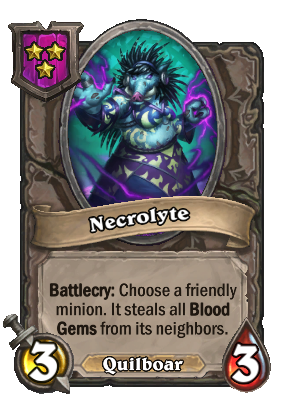 Necrolyte
Battlecry: Choose a friendly
minion. It steals all Blood
Gems from its neighbors.
3
Quilboar
3